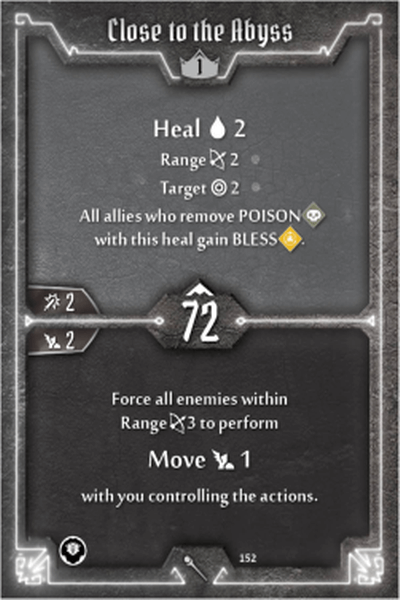 Close to the Abyss
1
Heal 2
Range 2
Target 2
All allies who remove POISON
with this heal gain BLESS .
2
72
2
Force all enemies within
Range 3 to perform
Move 1
with you controlling the actions.
152